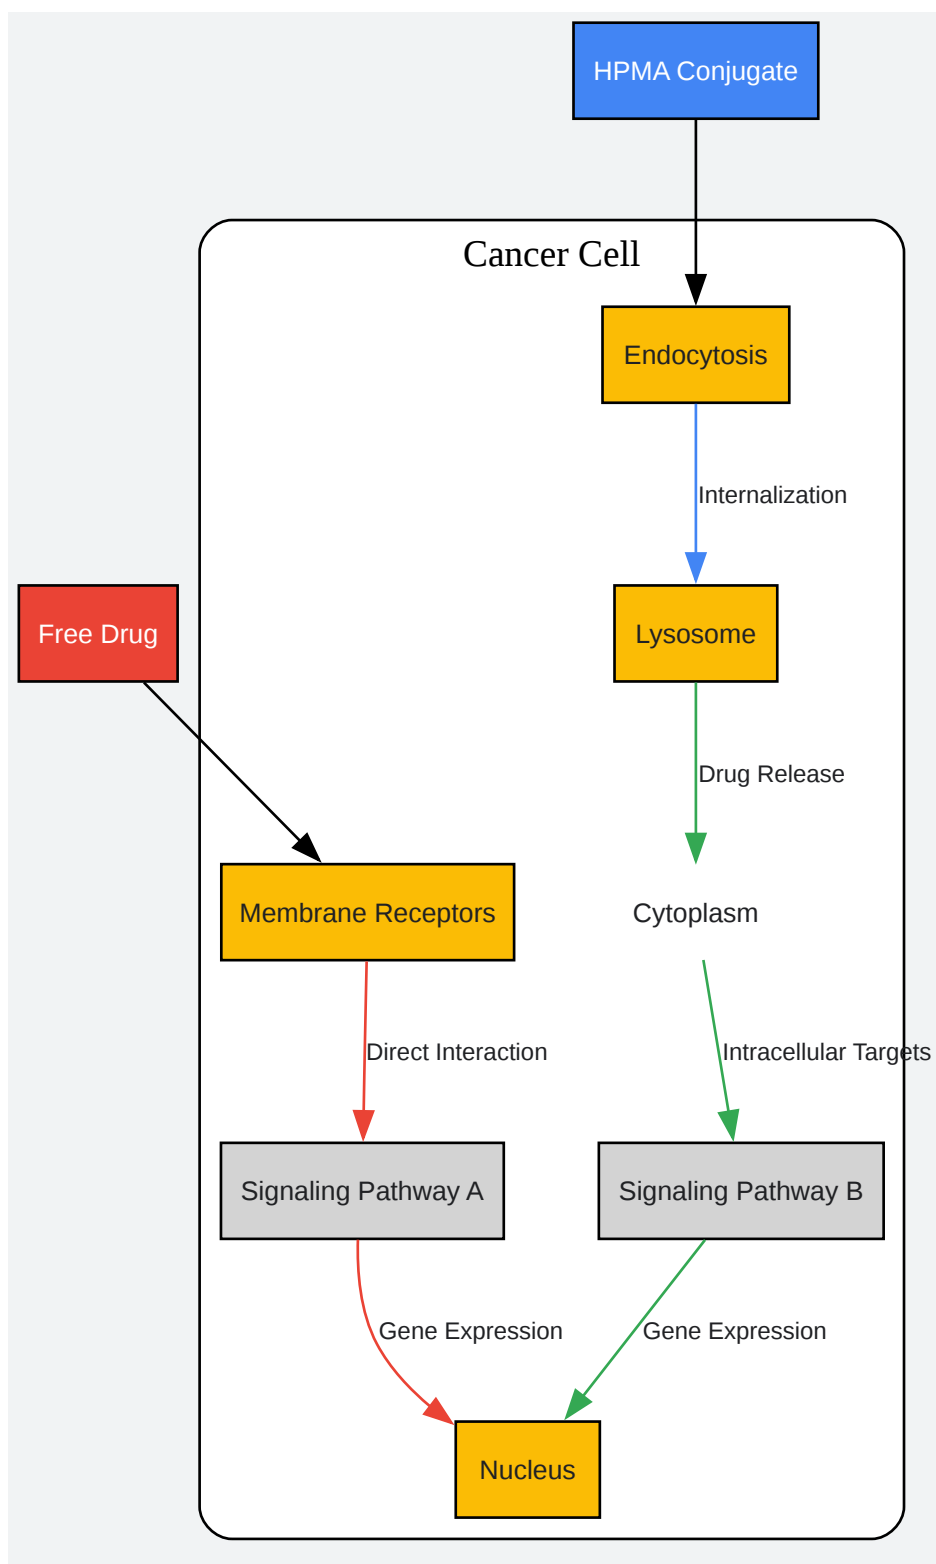 HPMA Conjugate
Cancer Cell
Endocytosis
Internalization
Free Drug
Lysosome
Drug Release
Membrane Receptors
Cytoplasm
Direct Interaction
Intracellular Targets
Signaling Pathway A
Signaling Pathway B
Gene Expression
Gene Expression
Nucleus